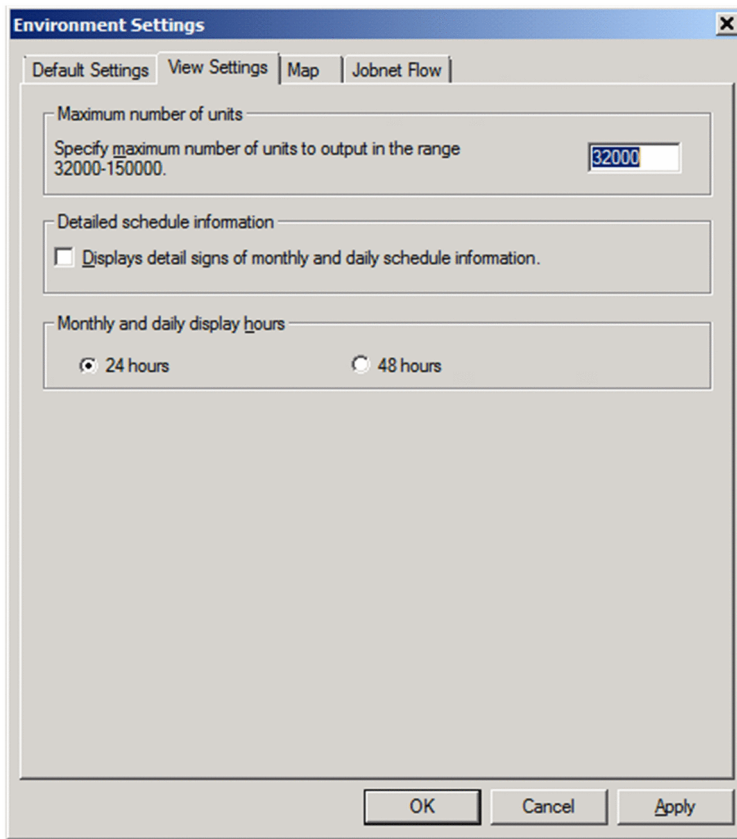 Environment Settings
Default Settings View Settings Map Jobnet Flow
Maximum number of units
Specify maximum number of units to output in the range 32000
32000-150000.
Detailed schedule information
Displays detail signs of monthly and daily schedule information.
Monthly and daily display hours
24 hours 48 hours
OK Cancel Apply